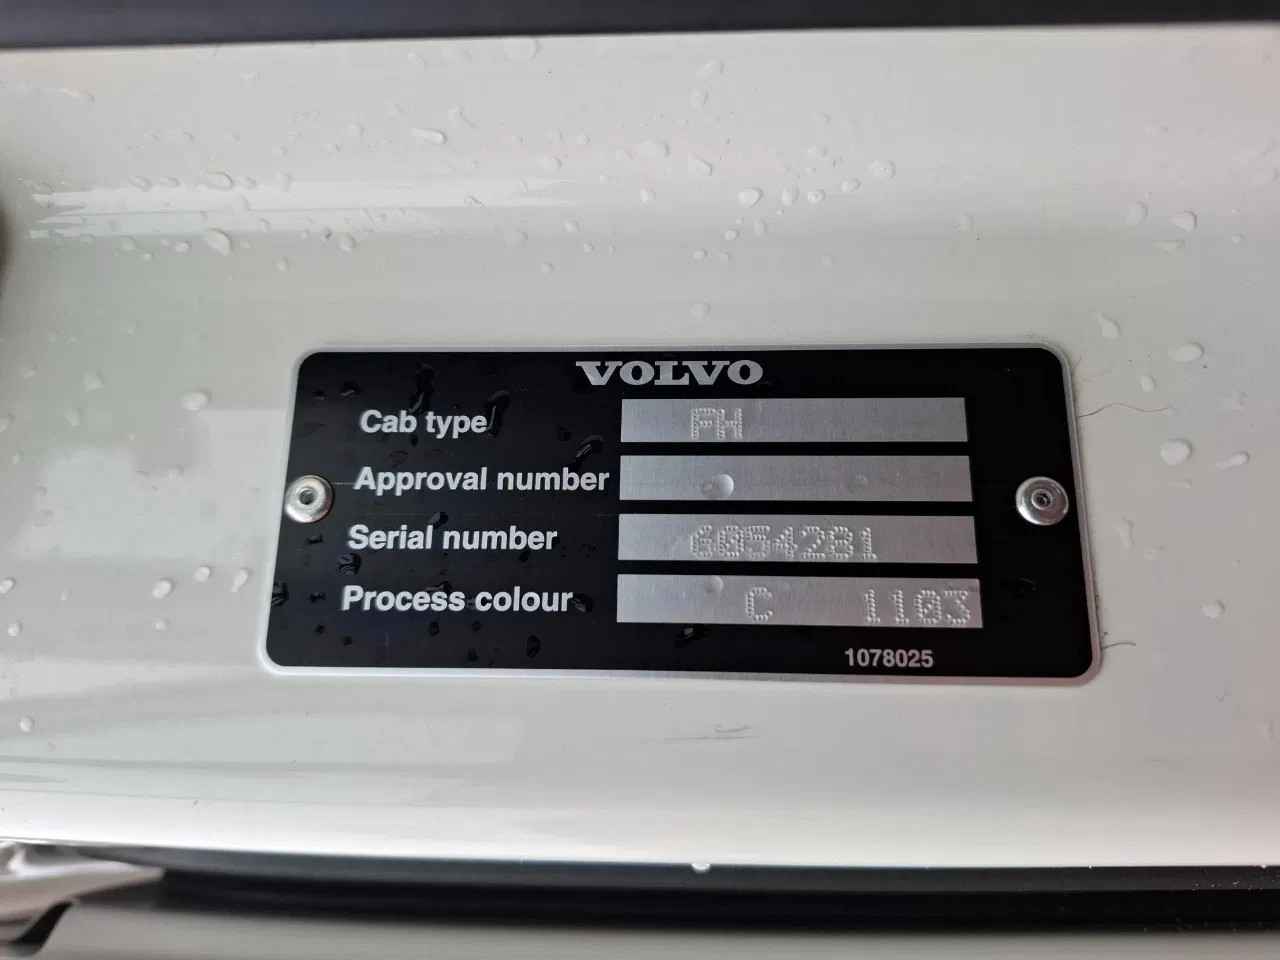 VOLVO
Cab type FH
Approval number
Serial number 6054281
Process colour C 1103
1078025